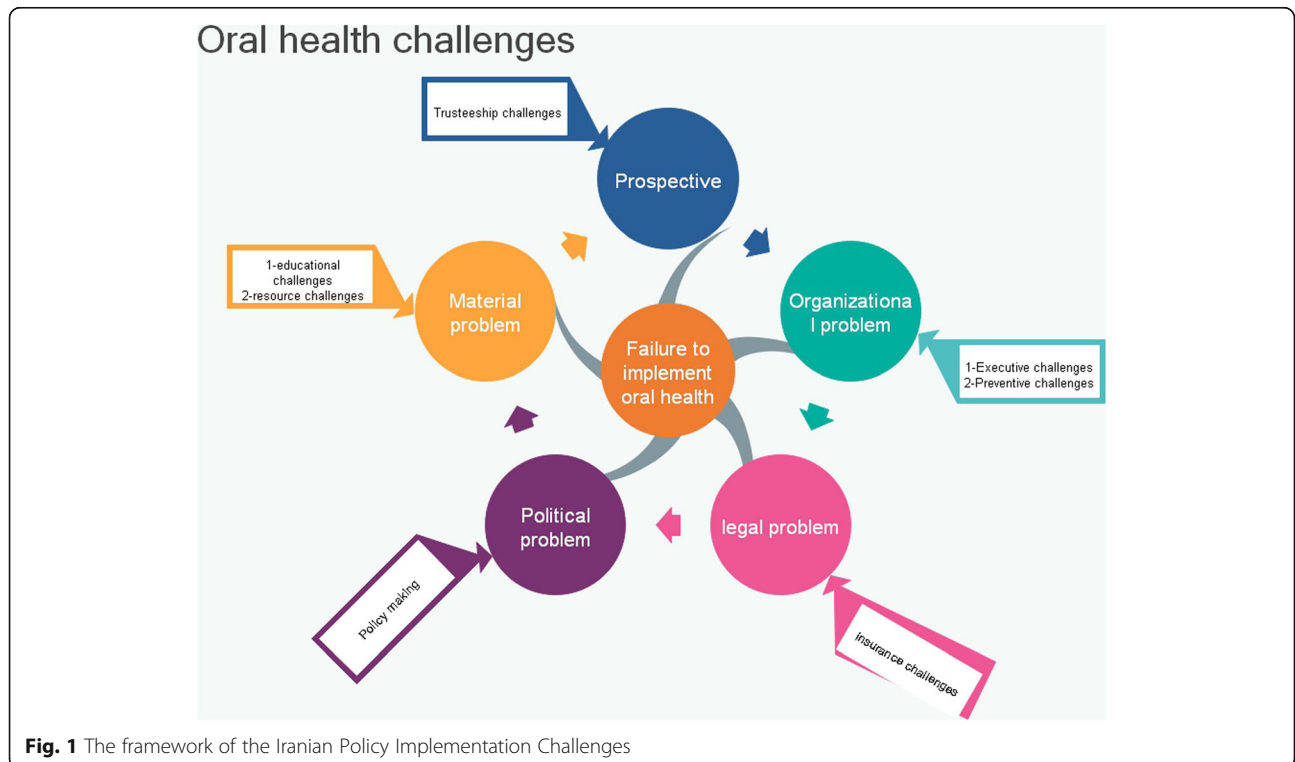 Oral health challenges
Trusteeship challenges
Prospective
1-educational
challenges
2-resource challenges
Material
problem
Organizationa
l problem
1-Executive challenges
2-Preventive challenges
Failure to
implement
oral health
Political
problem
legal problem
Policy making
Insurance challenges
Fig. 1 The framework of the Iranian Policy Implementation Challenges